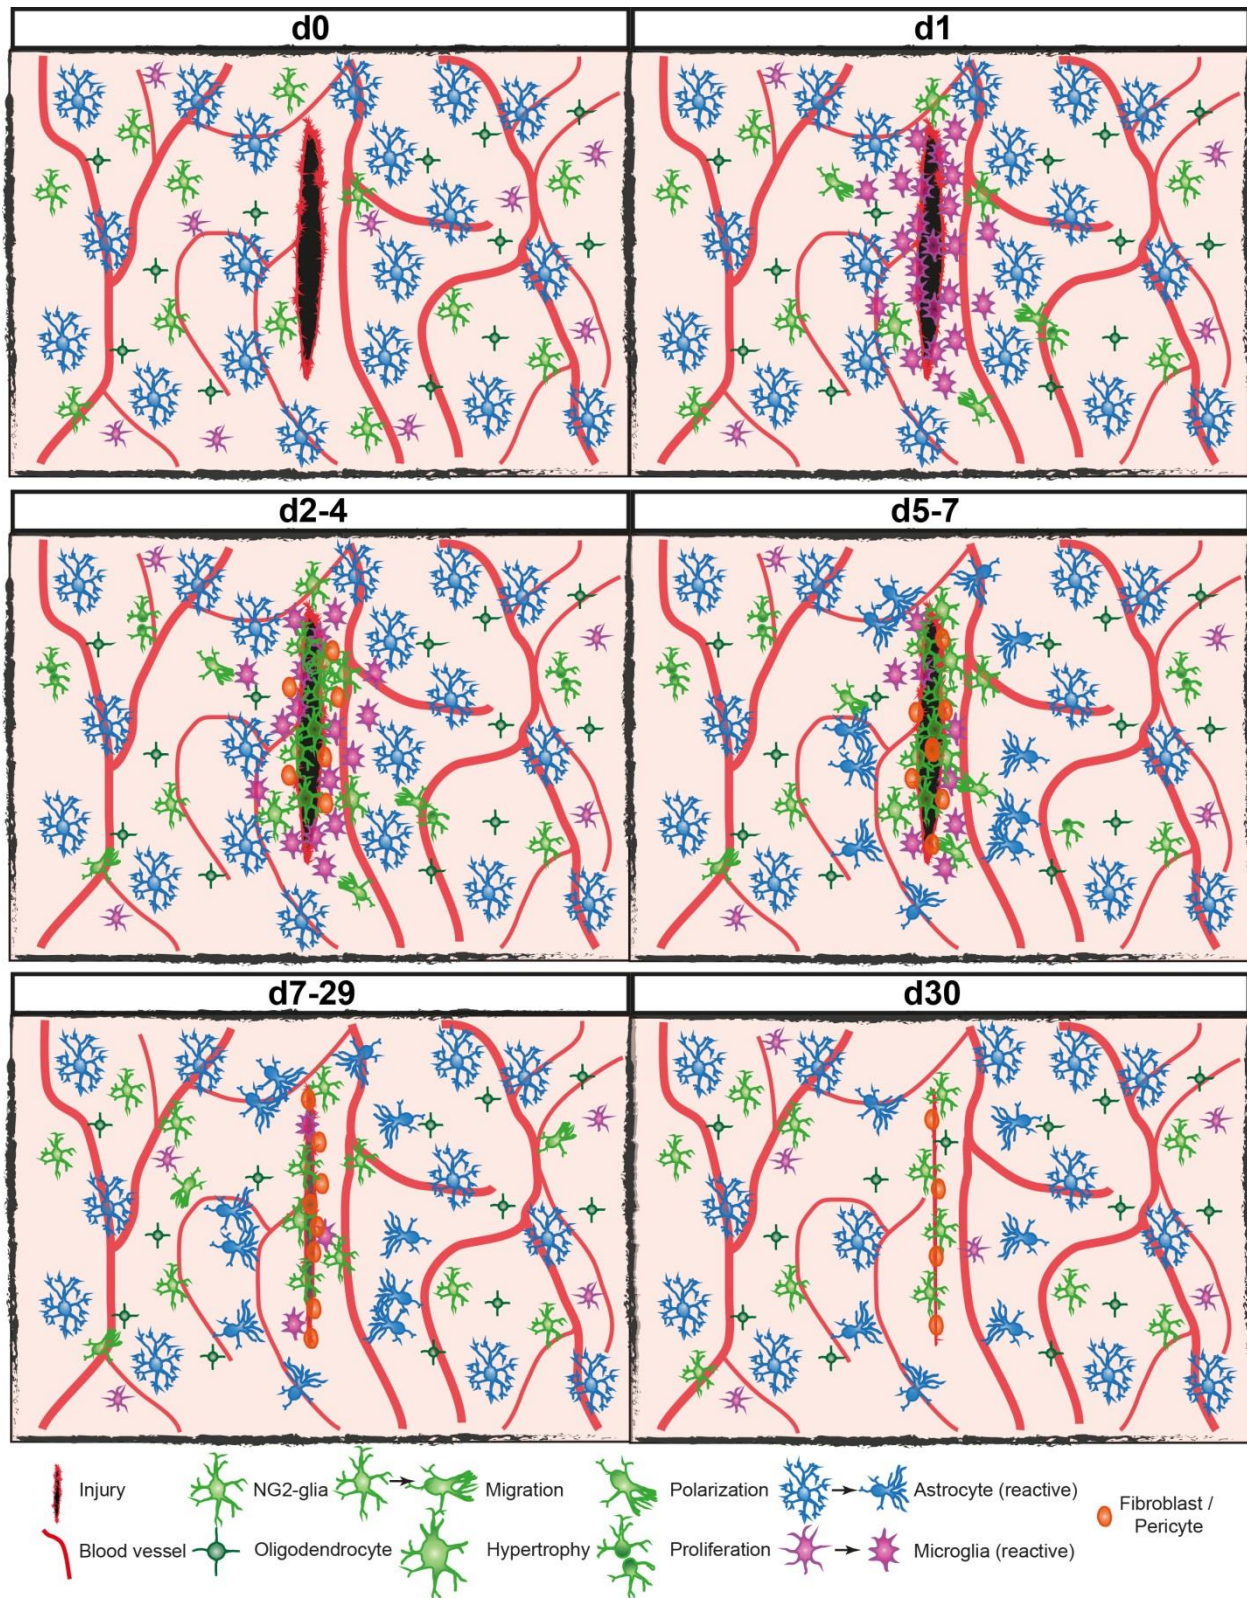 d0
d1
d2-4
d5-7
d7-29
d30
Injury
NG2-glia
Migration
Polarization
Astrocyte (reactive)
Fibroblast /
Pericyte
Blood vessel
Oligodendrocyte
Hypertrophy
Proliferation
Microglia (reactive)